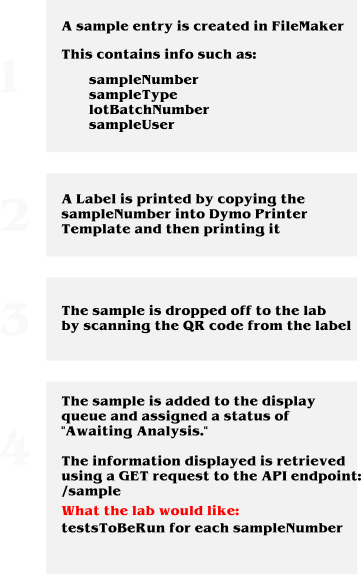 1
A sample entry is created in FileMaker
This contains info such as:
sampleNumber
sampleType
lotBatchNumber
sampleUser
2
A Label is printed by copying the
sampleNumber into Dymo Printer
Template and then printing it
3
The sample is dropped off to the lab
by scanning the QR code from the label
4
The sample is added to the display
queue and assigned a status of
"Awaiting Analysis."
The information displayed is retrieved
using a GET request to the API endpoint:
/sample
What the lab would like:
testsToBeRun for each sampleNumber